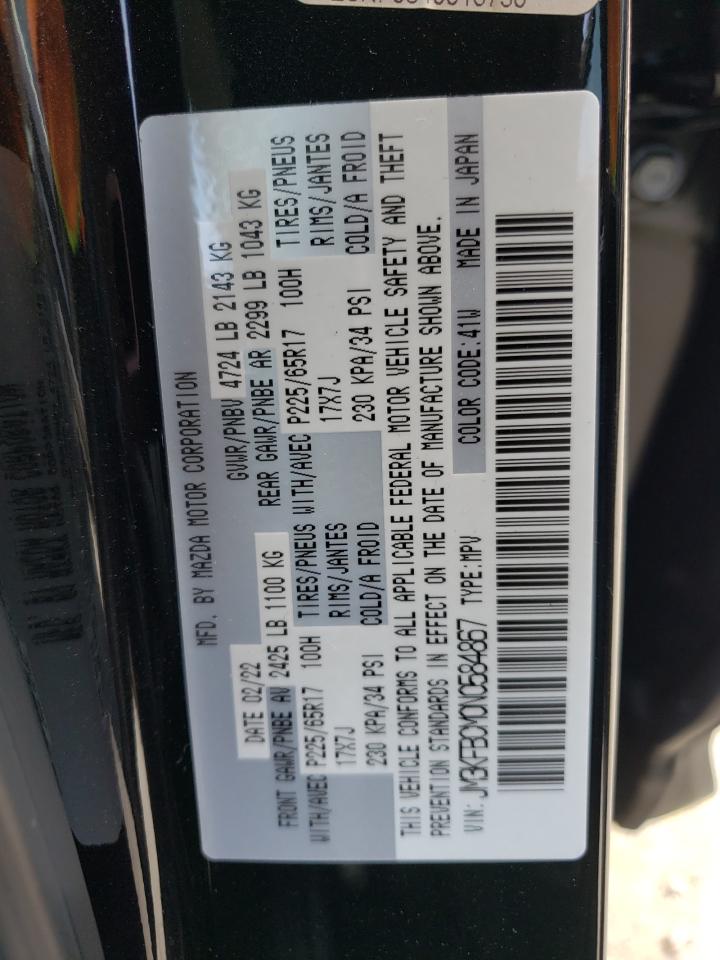 MFD. BY MAZDA MOTOR CORPORATION
DATE 02/22 GVWR/PNBV 4724 LB 2143 KG
FRONT GAWR/PNBE AV 2425 LB 1100 KG REAR GAWR/PNBE AR 2299 LB 1043 KG
WITH/AVEC P225/65R17 100H TIRES/PNEUS WITH/AVEC P225/65R17 100H TIRES/PNEUS
17X7J RIMS/JANTES 17X7J RIMS/JANTES
230 KPA/34 PSI COLD/A FROID 230 KPA/34 PSI COLD/A FROID
THIS VEHICLE CONFORMS TO ALL APPLICABLE FEDERAL MOTOR VEHICLE SAFETY AND THEFT
PREVENTION STANDARDS IN EFFECT ON THE DATE OF MANUFACTURE SHOWN ABOVE.
VIN: JM3KFBCM0N0584867 TYPE:MPV COLOR CODE.41W MADE IN JAPAN